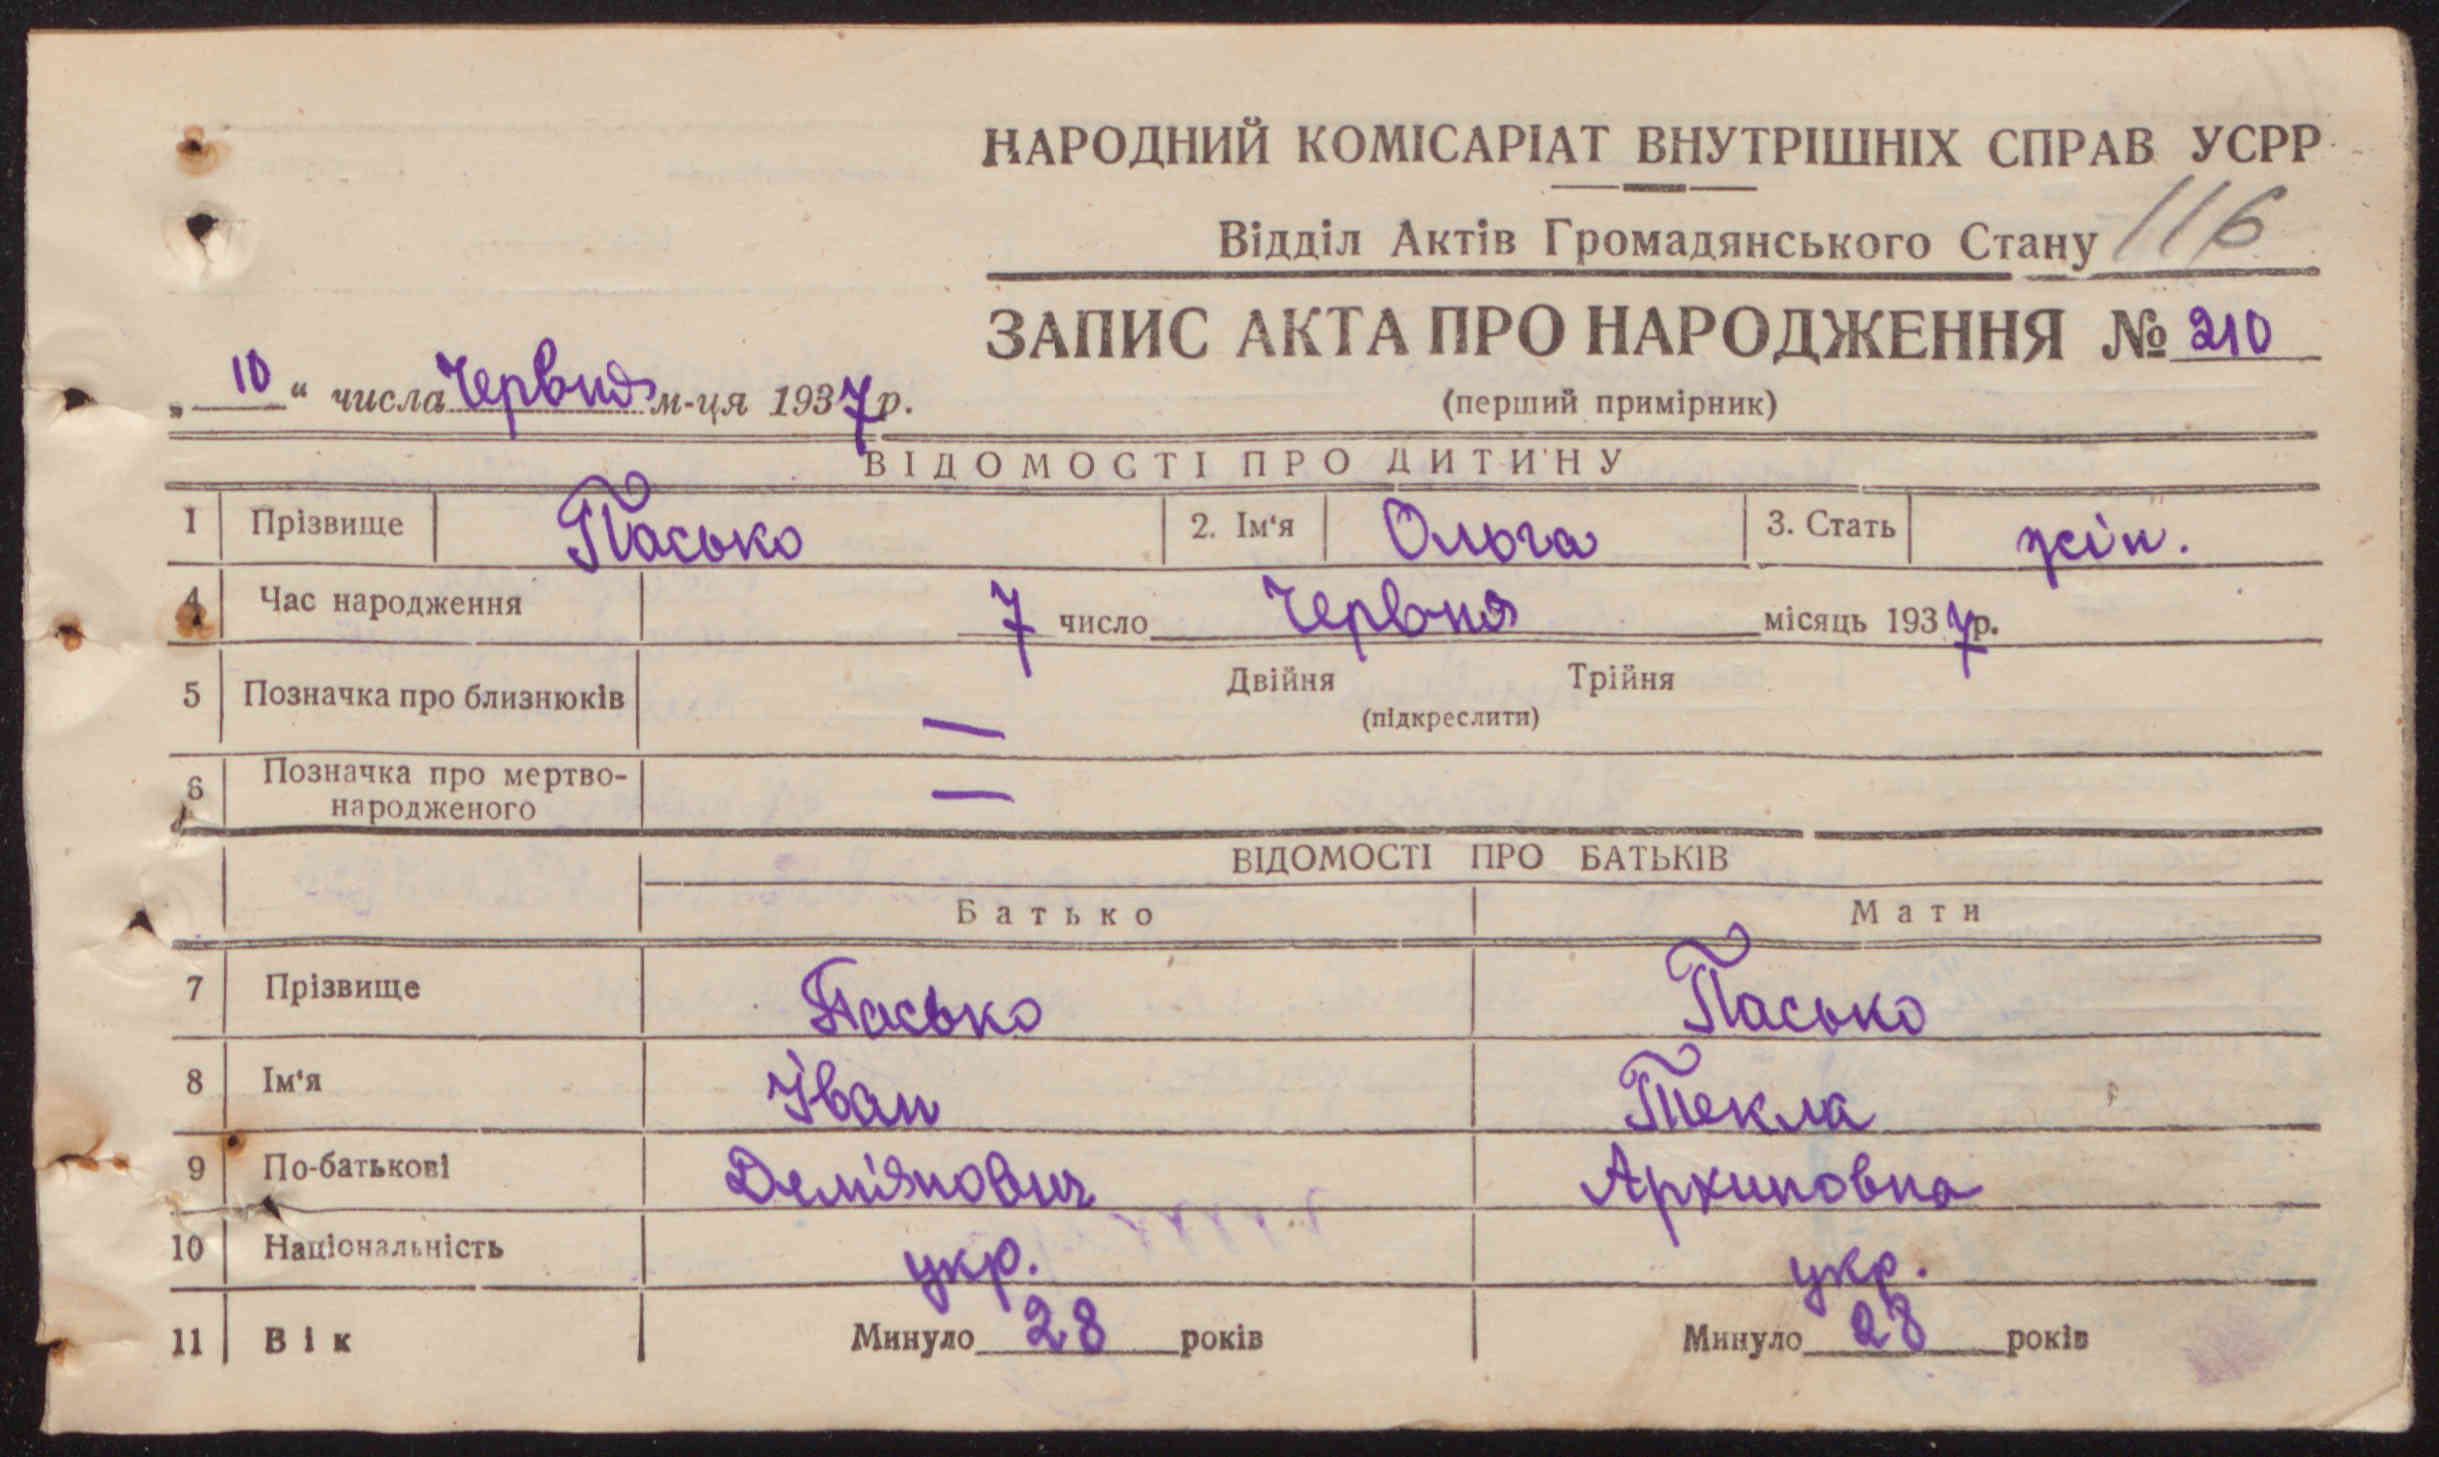 НАРОДНИЙ КОМІСАРІАТ ВНУТРІШНІХ СПРАВ УСРР
Відділ Актів Громадянського Стану 116
ЗАПИС АКТА ПРО НАРОДЖЕННЯ № 210
„ 10 “ числа Червня м-ця 1937 р.
(перший примірник)
ВІДОМОСТІ ПРО ДИТИНУ
1 Прізвище Пасько 2. Ім‘я Ольга 3. Стать жін.
4 Час народження 7 число Червня місяць 1937 р.
5 Позначка про близнюків — Двійня Трійня
(підкреслити)
6 Позначка про мертво-
народженого —
ВІДОМОСТІ ПРО БАТЬКІВ
Батько Мати
7 Прізвище Пасько Пасько
8 Ім‘я Іван Текла
9 По-батькові Дем'янович Архиповна
10 Національність укр. укр.
11 Вік Минуло 28 років Минуло 28 років